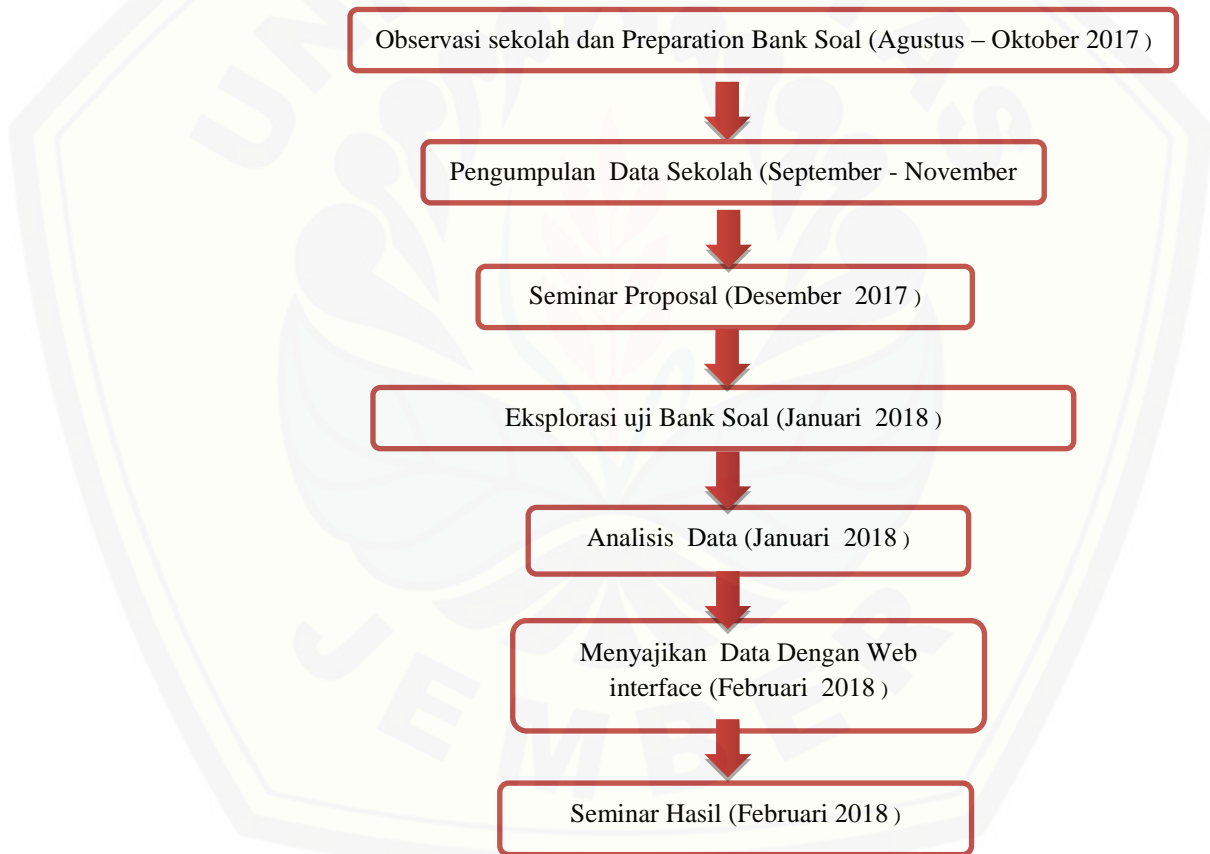 Observasi sekolah dan Preparation Bank Soal (Agustus – Oktober 2017 )
Pengumpulan Data Sekolah (September - November
Seminar Proposal (Desember 2017 )
Eksplorasi uji Bank Soal (Januari 2018 )
Analisis Data (Januari 2018 )
Menyajikan Data Dengan Web
interface (Februari 2018 )
Seminar Hasil (Februari 2018 )
JEMBER